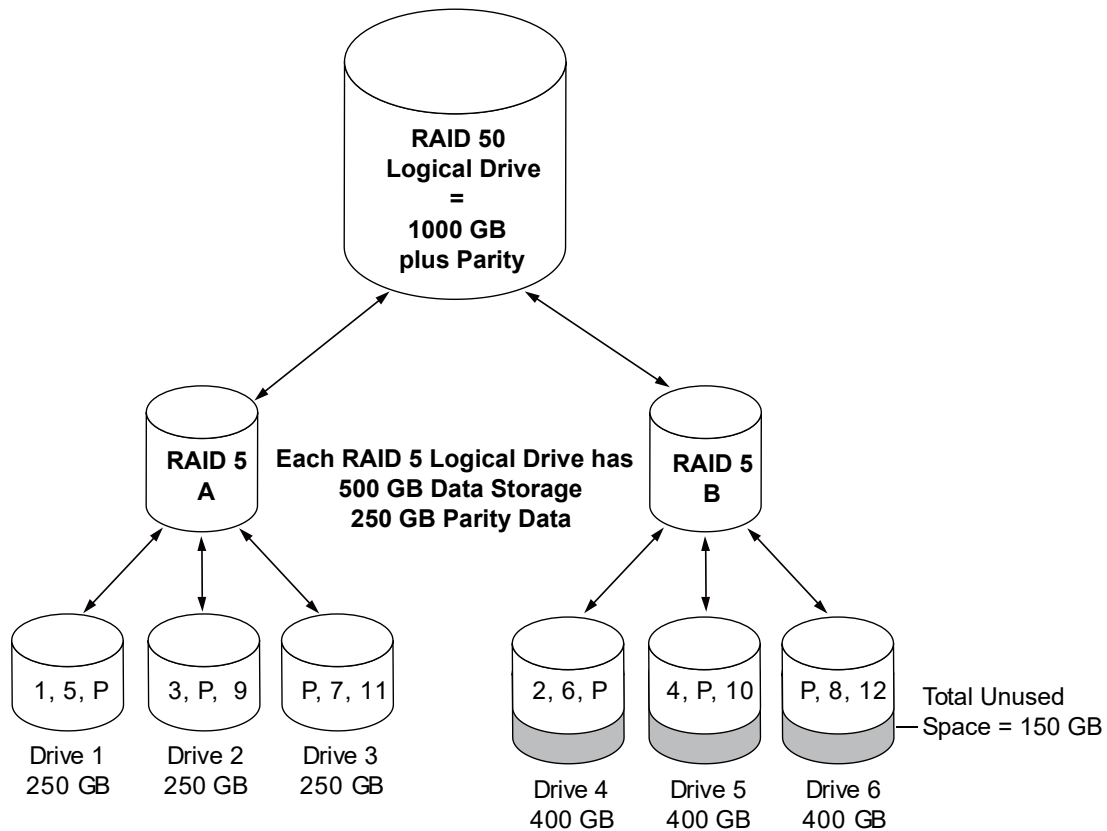 RAID 50
Logical Drive
=
1000 GB
plus Parity
RAID 5
A
Each RAID 5 Logical Drive has
500 GB Data Storage
250 GB Parity Data
RAID 5
B
1, 5, P
3, P, 9
P, 7, 11
2, 6, P
4, P, 10
P, 8, 12
Total Unused
Space = 150 GB
Drive 1
250 GB
Drive 2
250 GB
Drive 3
250 GB
Drive 4
400 GB
Drive 5
400 GB
Drive 6
400 GB